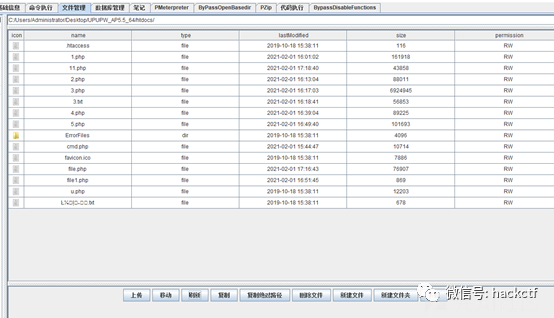 基础信息 命令执行 文件管理 数据库管理 笔记 PMeterpreter ByPassOpenBasedir PZip 代码执行 BypassDisableFunctions
C:/Users/Administrator/Desktop/UPUPW_AP5.5_64/htdocs/
icon name type lastModified size permission
.htaccess file 2019-10-18 15:38:11 116 RW
1.php file 2021-02-01 16:01:02 161918 RW
11.php file 2021-02-01 17:18:40 43858 RW
2.php file 2021-02-01 16:13:04 88011 RW
3.php file 2021-02-01 16:17:03 6924945 RW
3.txt file 2021-02-01 16:18:41 56853 RW
4.php file 2021-02-01 16:39:04 89225 RW
5.php file 2021-02-01 16:49:40 101693 RW
ErrorFiles dir 2019-10-18 15:38:11 4096 RW
cmd.php file 2021-02-01 15:44:47 10714 RW
favicon.ico file 2019-10-18 15:38:11 7886 RW
file.php file 2021-02-01 17:16:43 76907 RW
file1.php file 2021-02-01 16:51:45 869 RW
u.php file 2019-10-18 15:38:11 12203 RW
file 2019-10-18 15:38:11 678 RW
上传 移动 刷新 复制 复制绝对路径 删除文件 新建文件 新建文件夹
微信号: hackctf